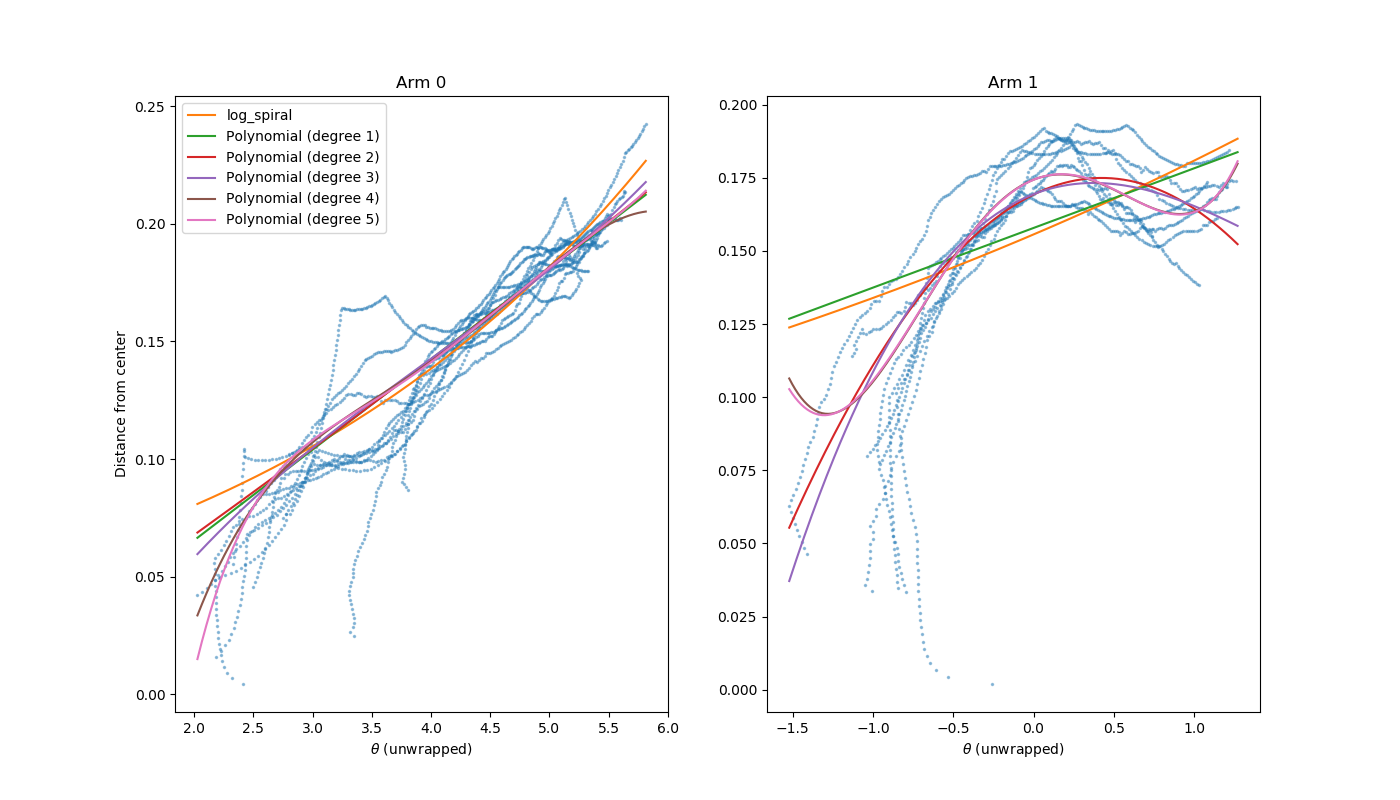 Arm 0
Arm 1
log_spiral
Polynomial (degree 1)
Polynomial (degree 2)
Polynomial (degree 3)
Polynomial (degree 4)
Polynomial (degree 5)
Distance from center
0.25
0.20
0.15
0.10
0.05
0.00
2.0 2.5 3.0 3.5 4.0 4.5 5.0 5.5 6.0
θ (unwrapped)
0.200
0.175
0.150
0.125
0.100
0.075
0.050
0.025
0.000
−1.5 −1.0 −0.5 0.0 0.5 1.0
θ (unwrapped)